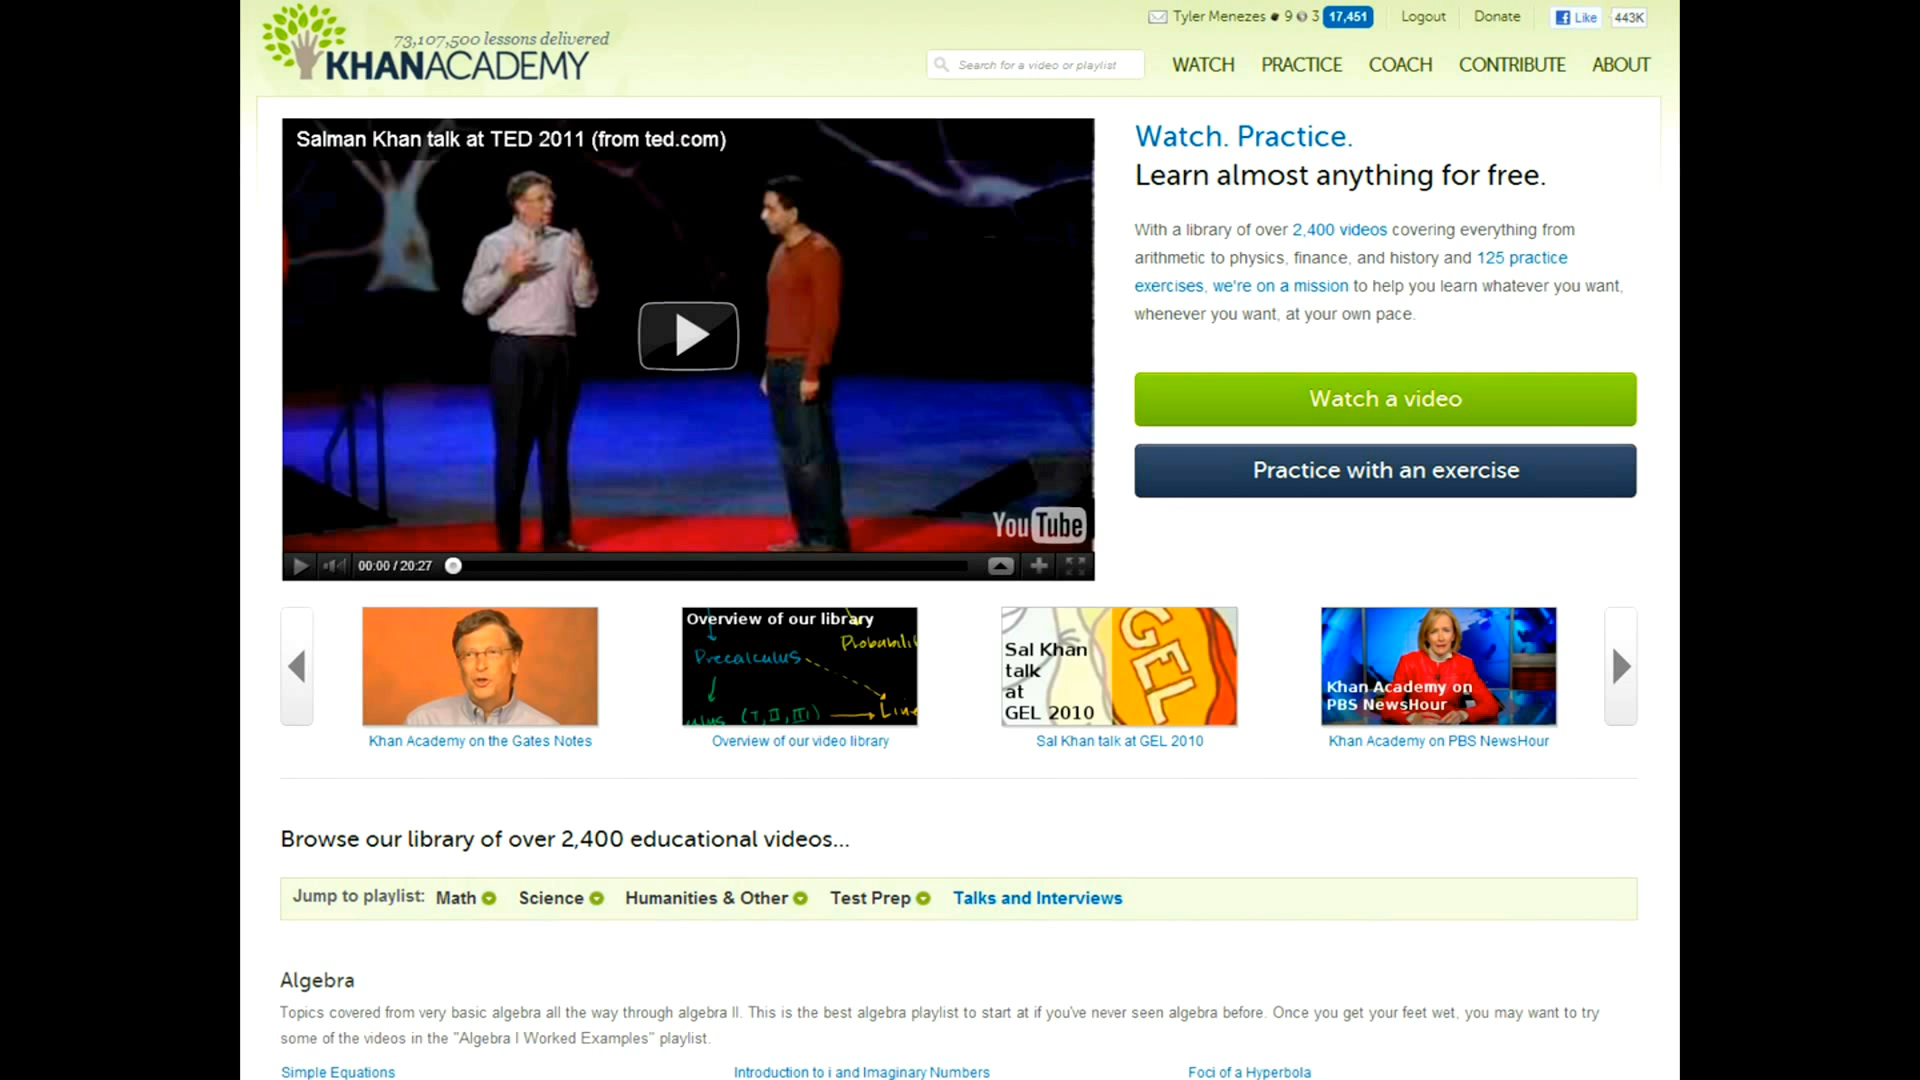 Tyler Menezes 9 3 17,451 Logout Donate Like 443K
73,107,500 lessons delivered
KHANACADEMY
Search for a video or playlist
WATCH PRACTICE COACH CONTRIBUTE ABOUT
Salman Khan talk at TED 2011 (from ted.com)
YouTube
00:00 / 20:27
Watch. Practice.
Learn almost anything for free.
With a library of over 2,400 videos covering everything from
arithmetic to physics, finance, and history and 125 practice
exercises, we're on a mission to help you learn whatever you want,
whenever you want, at your own pace.
Watch a video
Practice with an exercise
Khan Academy on the Gates Notes
Overview of our library
Precalculus
(I, II, III)
Overview of our video library
Sal Khan
talk
at
GEL 2010
GEL
Sal Khan talk at GEL 2010
Khan Academy on
PBS NewsHour
Khan Academy on PBS NewsHour
Browse our library of over 2,400 educational videos...
Jump to playlist: Math Science Humanities & Other Test Prep Talks and Interviews
Algebra
Topics covered from very basic algebra all the way through algebra II. This is the best algebra playlist to start at if you've never seen algebra before. Once you get your feet wet, you may want to try
some of the videos in the "Algebra I Worked Examples" playlist.
Simple Equations Introduction to i and Imaginary Numbers Foci of a Hyperbola